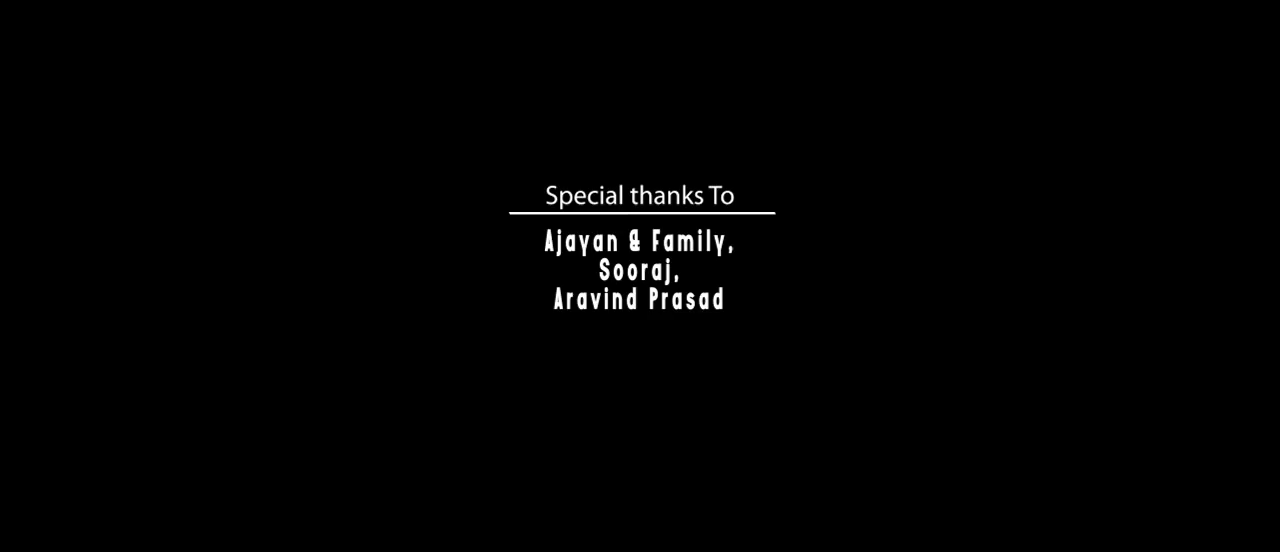 Special thanks To
Ajayan & Family,
Sooraj,
Aravind Prasad